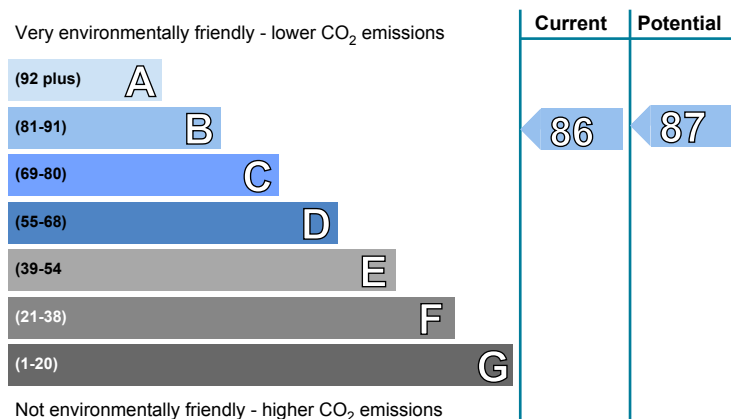 Very environmentally friendly - lower CO2 emissions
Current
Potential
(92 plus) A
(81-91) B
86
87
(69-80) C
(55-68) D
(39-54 E
(21-38) F
(1-20) G
Not environmentally friendly - higher CO2 emissions